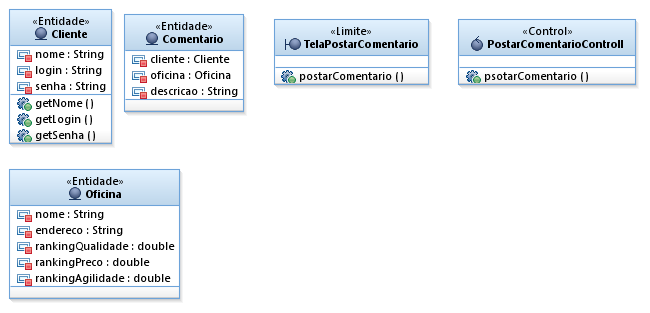 «Entidade»
Cliente
nome : String
login : String
senha : String
getNome ( )
getLogin ( )
getSenha ( )
«Entidade»
Comentario
cliente : Cliente
oficina : Oficina
descricao : String
«Limite»
TelaPostarComentario
postarComentario ( )
«Control»
PostarComentarioControll
psotarComentario ( )
«Entidade»
Oficina
nome : String
endereco : String
rankingQualidade : double
rankingPreco : double
rankingAgilidade : double